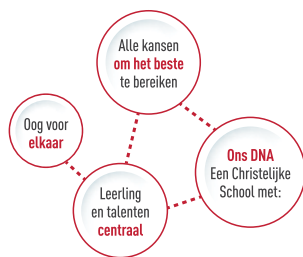 Alle kansen
om het beste
te bereiken
Oog voor
elkaar
Ons DNA
Een Christelijke
School met:
Leerling
en talenten
centraal